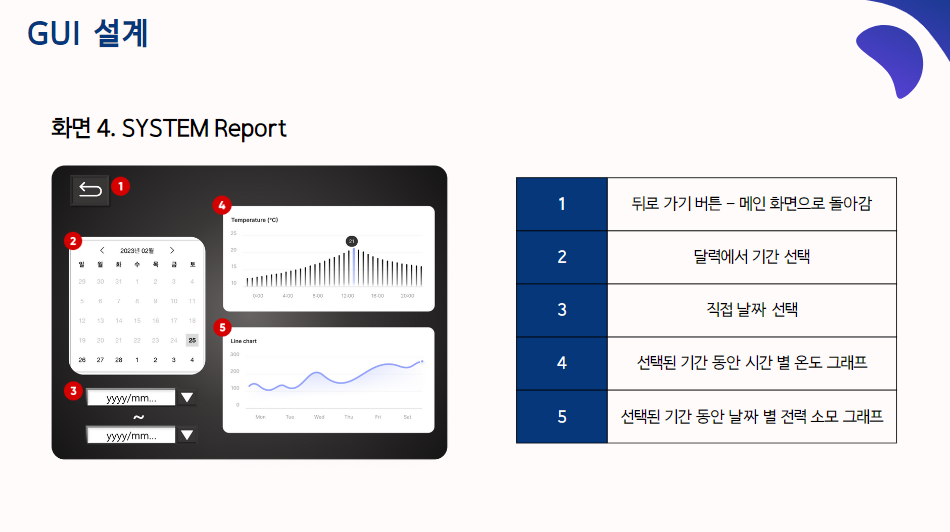 GUI 설계
화면 4. SYSTEM Report
1
2
2023년 02월
일 월 화 수 목 금 토
29 30 31 1 2 3 4
5 6 7 8 9 10 11
12 13 14 15 16 17 18
19 20 21 22 23 24 25
26 27 28 1 2 3 4
3
yyyy/mm...
~
yyyy/mm...
4
Temperature (°C)
25
20
15
10
21
0:00 4:00 8:00 12:00 16:00 20:00
5
Line chart
300
200
100
0
Mon Tue Wed Thu Fri Sat
1 뒤로 가기 버튼 – 메인 화면으로 돌아감
2 달력에서 기간 선택
3 직접 날짜 선택
4 선택된 기간 동안 시간 별 온도 그래프
5 선택된 기간 동안 날짜 별 전력 소모 그래프